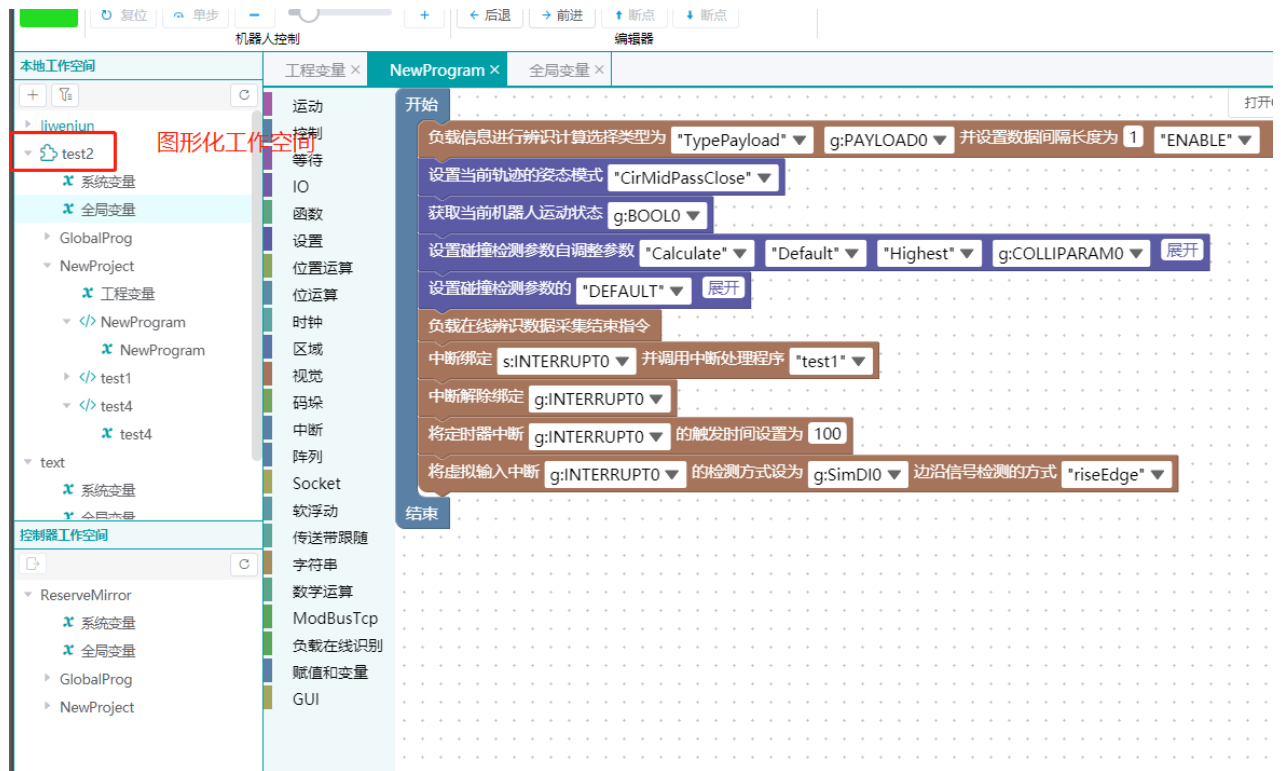 复位 单步 − +
机器人控制
后退 前进 断点 断点
编辑器
本地工作空间
liweniun
test2
图形化工作空间
系统变量
全局变量
GlobalProg
NewProject
工程变量
NewProgram
NewProgram
test1
test4
test4
text
系统变量
全局变量
控制器工作空间
ReserveMirror
系统变量
全局变量
GlobalProg
NewProject
工程变量 × NewProgram × 全局变量 ×
运动
控制
等待
IO
函数
设置
位置运算
位运算
时钟
区域
视觉
码垛
中断
阵列
Socket
软浮动
传送带跟随
字符串
数学运算
ModBusTcp
负载在线识别
赋值和变量
GUI
打开
开始
负载信息进行辨识计算选择类型为 "TypePayload" g:PAYLOAD0 并设置数据间隔长度为 1 "ENABLE"
设置当前轨迹的姿态模式 "CirMidPassClose"
获取当前机器人运动状态 g:BOOL0
设置碰撞检测参数自调整参数 "Calculate" "Default" "Highest" g:COLLIPARAM0 展开
设置碰撞检测参数的 "DEFAULT" 展开
负载在线辨识数据采集结束指令
中断绑定 s:INTERRUPT0 并调用中断处理程序 "test1"
中断解除绑定 g:INTERRUPT0
将定时器中断 g:INTERRUPT0 的触发时间设置为 100
将虚拟输入中断 g:INTERRUPT0 的检测方式设为 g:SimDI0 边沿信号检测的方式 "riseEdge"
结束